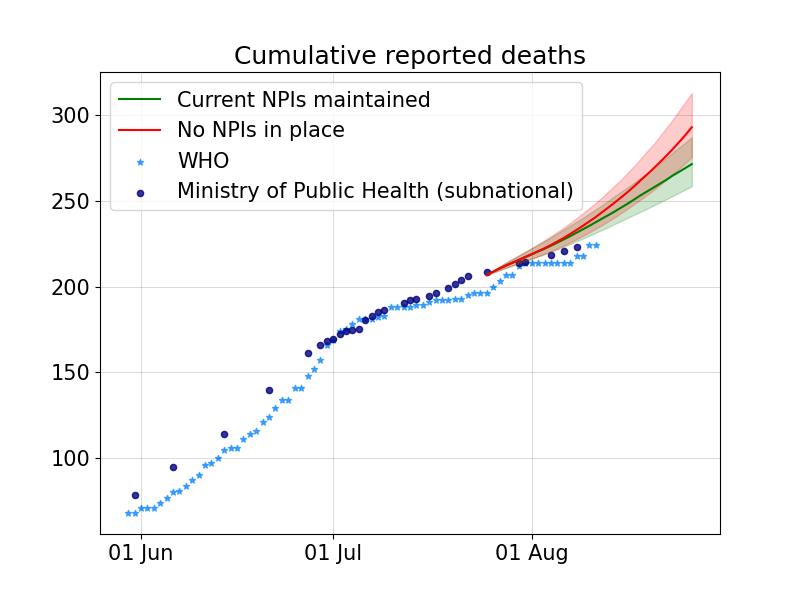 Cumulative reported deaths
Current NPIs maintained
No NPIs in place
WHO
Ministry of Public Health (subnational)
300
250
200
150
100
01 Jun
01 Jul
01 Aug